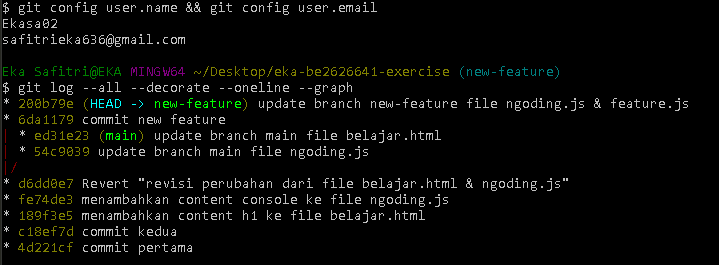 $ git config user.name && git config user.email
Ekasa02
safitrieka636@gmail.com
Eka Safitri@EKA MINGW64 ~/Desktop/eka-be2626641-exercise (new-feature)
$ git log --all --decorate --oneline --graph
* 200b79e (HEAD -> new-feature) update branch new-feature file ngoding.js & feature.js
* 6da1179 commit new feature
| * ed31e23 (main) update branch main file belajar.html
| * 54c9039 update branch main file ngoding.js
|/
* d6dd0e7 Revert "revisi perubahan dari file belajar.html & ngoding.js"
* fe74de3 menambahkan content console ke file ngoding.js
* 189f3e5 menambahkan content h1 ke file belajar.html
* c18ef7d commit kedua
* 4d221cf commit pertama